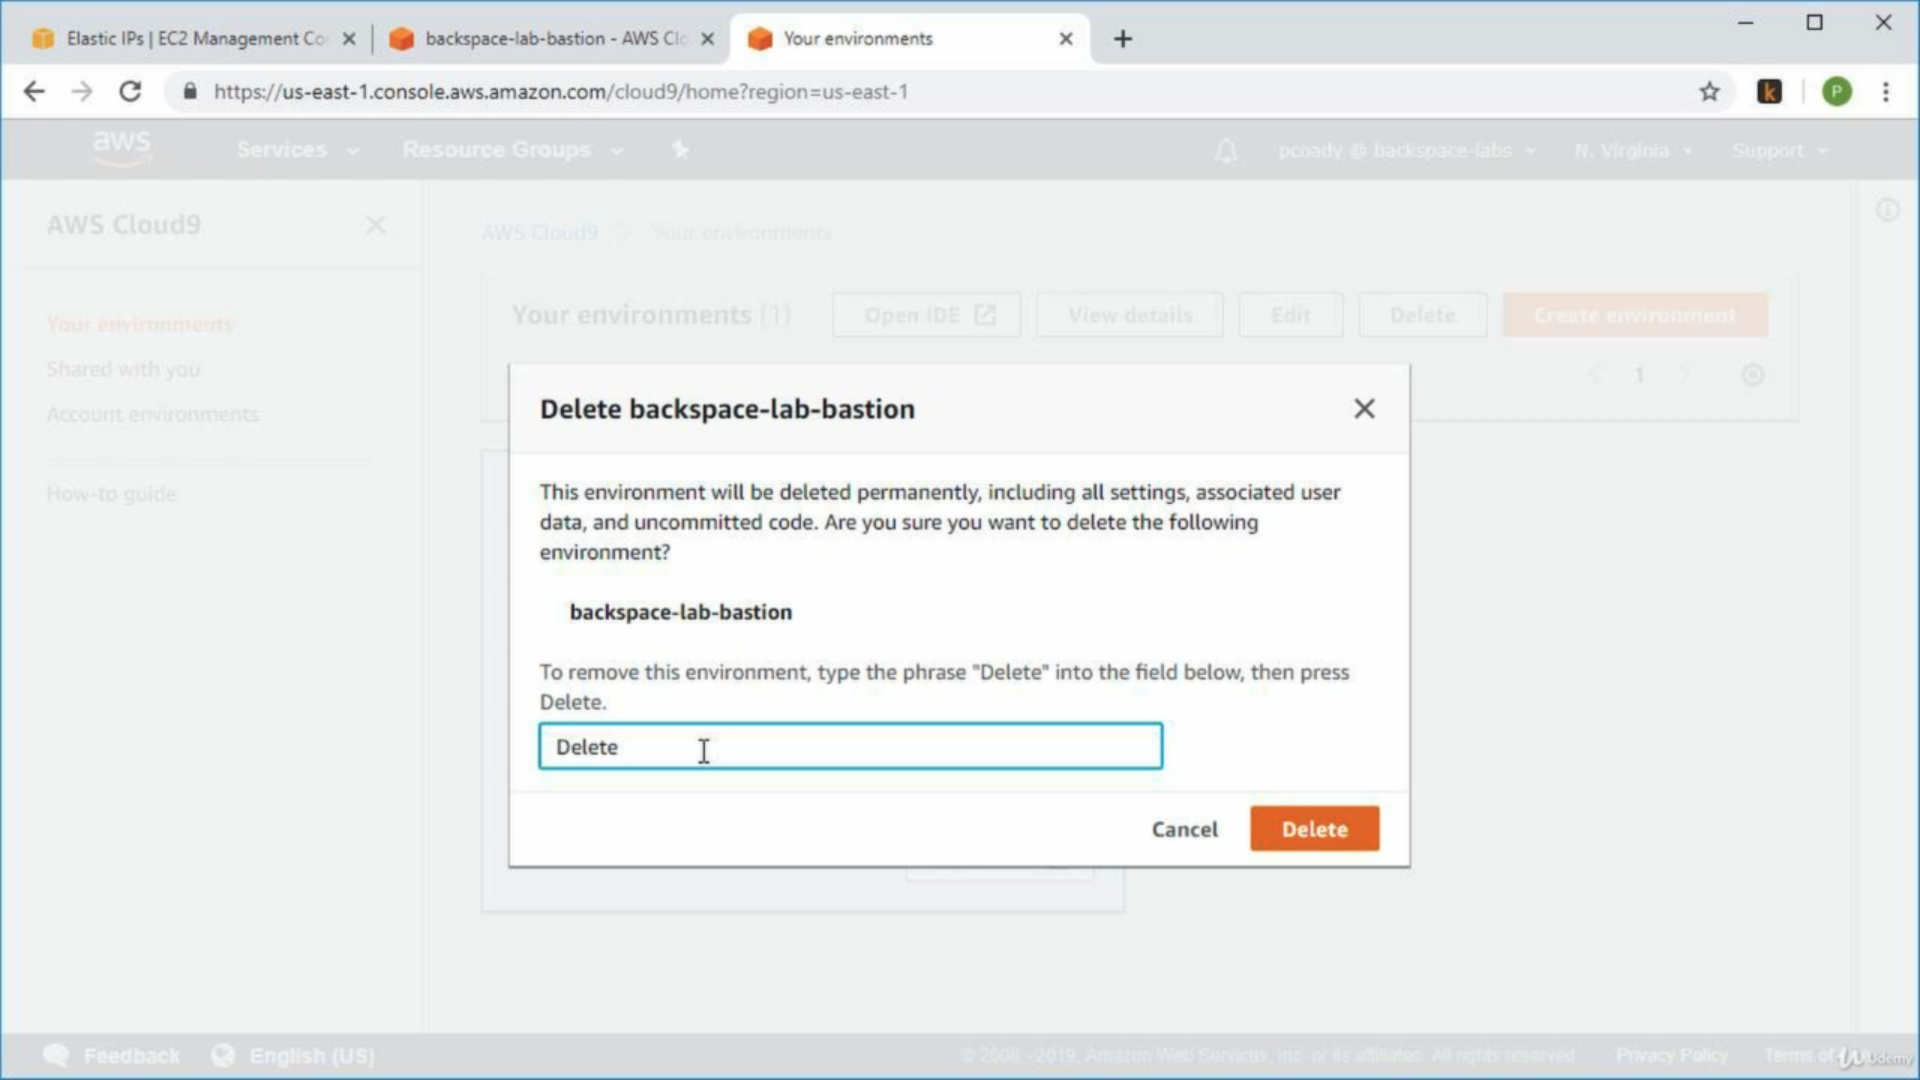 Elastic IPs | EC2 Management Co
backspace-lab-bastion - AWS Clo
Your environments
https://us-east-1.console.aws.amazon.com/cloud9/home?region=us-east-1
k
P
aws
Services
Resource Groups
pcoady @ backspace-labs
N. Virginia
Support
AWS Cloud9
AWS Cloud9
Your environments
Your environments
Shared with you
Account environments
How-to guide
Your environments (1)
Open IDE
View details
Edit
Delete
Create environment
1
Delete backspace-lab-bastion
This environment will be deleted permanently, including all settings, associated user
data, and uncommitted code. Are you sure you want to delete the following
environment?
backspace-lab-bastion
To remove this environment, type the phrase "Delete" into the field below, then press
Delete.
Delete
Cancel
Delete
Feedback
English (US)
© 2008 - 2019, Amazon Web Services, Inc. or its affiliates. All rights reserved.
Privacy Policy
Terms of
Udemy